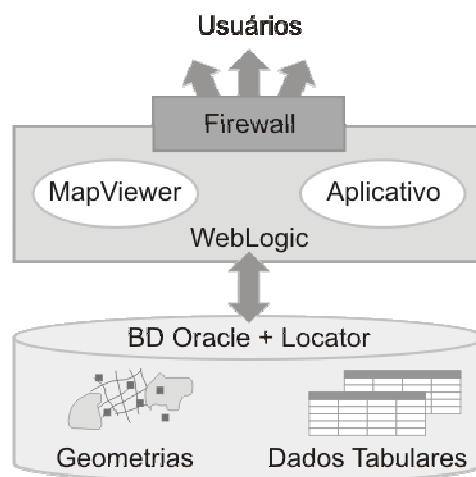 Usuários
Firewall
MapViewer
Aplicativo
WebLogic
BD Oracle + Locator
Geometrias
Dados Tabulares